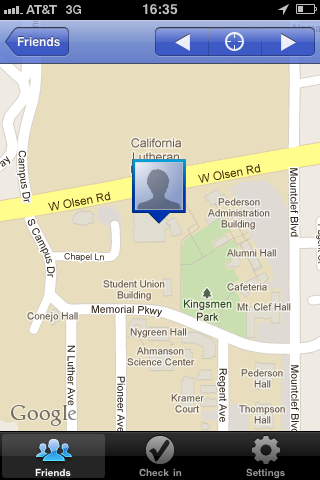 AT&T 3G 16:35
Friends
California
Lutheran
W Olsen Rd
W Olsen Rd
Campus Dr
S Campus Dr
Mountclef Blvd
Pederson
Administration
Building
Chapel Ln
Alumni Hall
Student Union
Building
Cafeteria
Kingsmen
Park
Mt. Clef Hall
Memorial Pkwy
Conejo Hall
Nygreen Hall
Ahmanson
Science Center
N Luther Ave
Pioneer Ave
Regent Ave
Mountclef Blvd
Pederson
Hall
Kramer
Court
Thompson
Hall
Google
Friends
Check in
Settings